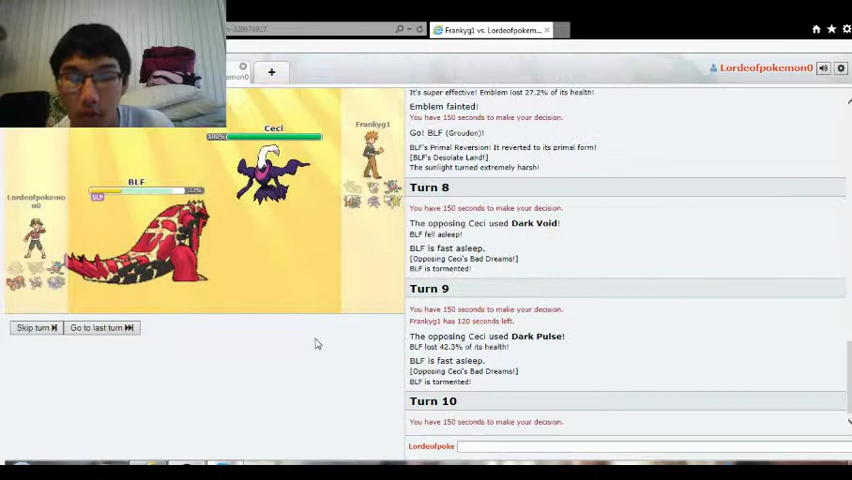 Frankyg1 vs. Lordeofpokem...
Lordeofpokemon0
It's super effective! Emblem lost 27.2% of its health!
Emblem fainted!
You have 150 seconds to make your decision.
Go! BLF (Groudon)!
BLF's Primal Reversion! It reverted to its primal form!
[BLF's Desolate Land!]
The sunlight turned extremely harsh!
Turn 8
You have 150 seconds to make your decision.
The opposing Ceci used Dark Void!
BLF fell asleep!
BLF is fast asleep.
[Opposing Ceci's Bad Dreams!]
BLF is tormented!
Turn 9
You have 150 seconds to make your decision.
Frankyg1 has 120 seconds left.
The opposing Ceci used Dark Pulse!
BLF lost 42.3% of its health!
BLF is fast asleep.
[Opposing Ceci's Bad Dreams!]
BLF is tormented!
Turn 10
You have 150 seconds to make your decision.
Lordeofpoke
Ceci
100%
Frankyg1
BLF
SLP
Lordeofpokem
on0
Skip turn
Go to last turn